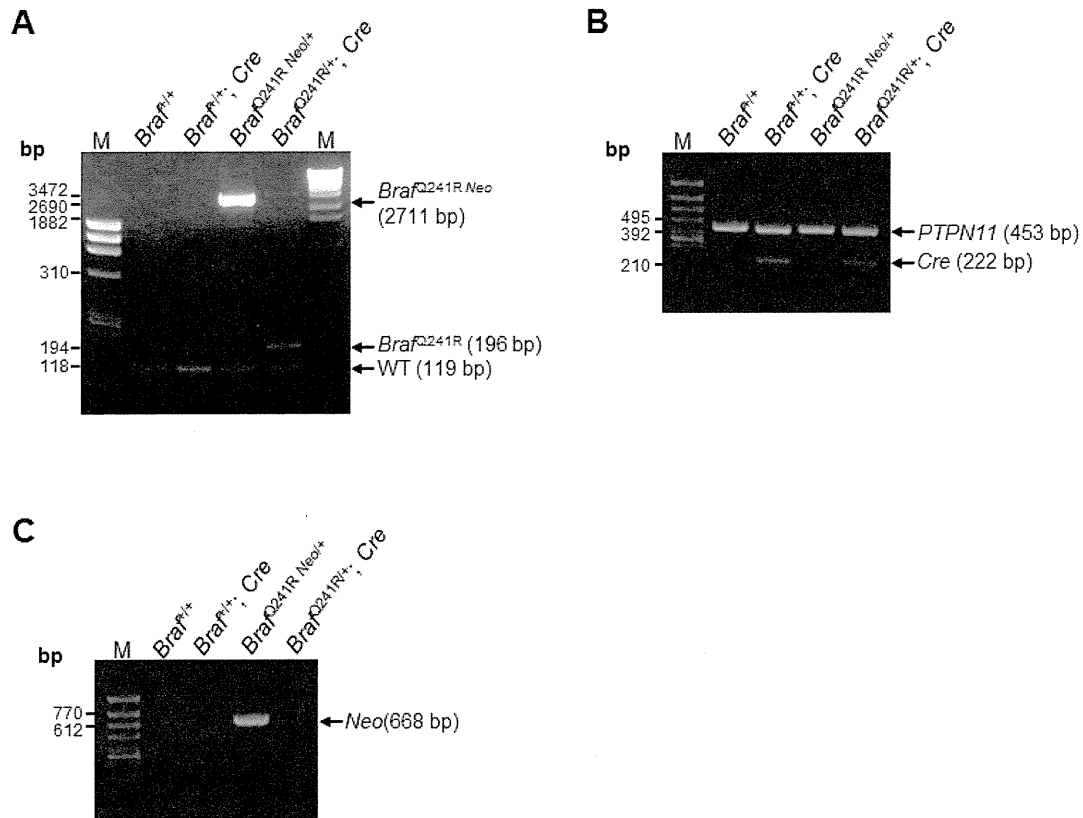 A
M
Braf+/+
Braf+/+; Cre
BrafQ241R Neo/+
BrafQ241R/+; Cre
M
bp
3472
2690
1882
310
194
118
BrafQ241R Neo
(2711 bp)
BrafQ241R (196 bp)
WT (119 bp)
B
M
Braf+/+
Braf+/+; Cre
BrafQ241R Neo/+
BrafQ241R/+; Cre
bp
495
392
210
PTPN11 (453 bp)
Cre (222 bp)
C
M
Braf+/+
Braf+/+; Cre
BrafQ241R Neo/+
BrafQ241R/+; Cre
bp
770
612
Neo(668 bp)